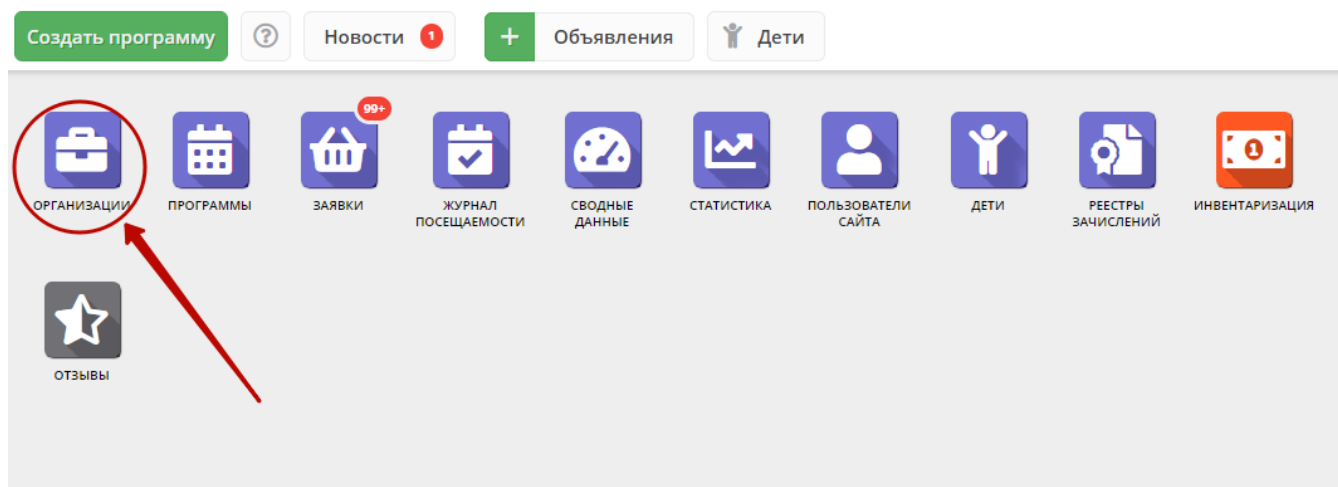 Создать программу
?
Новости 1
+ Объявления
Дети
99+
ОРГАНИЗАЦИИ
ПРОГРАММЫ
ЗАЯВКИ
ЖУРНАЛ
ПОСЕЩАЕМОСТИ
СВОДНЫЕ
ДАННЫЕ
СТАТИСТИКА
ПОЛЬЗОВАТЕЛИ
САЙТА
ДЕТИ
РЕЕСТРЫ
ЗАЧИСЛЕНИЙ
1
ИНВЕНТАРИЗАЦИЯ
ОТЗЫВЫ